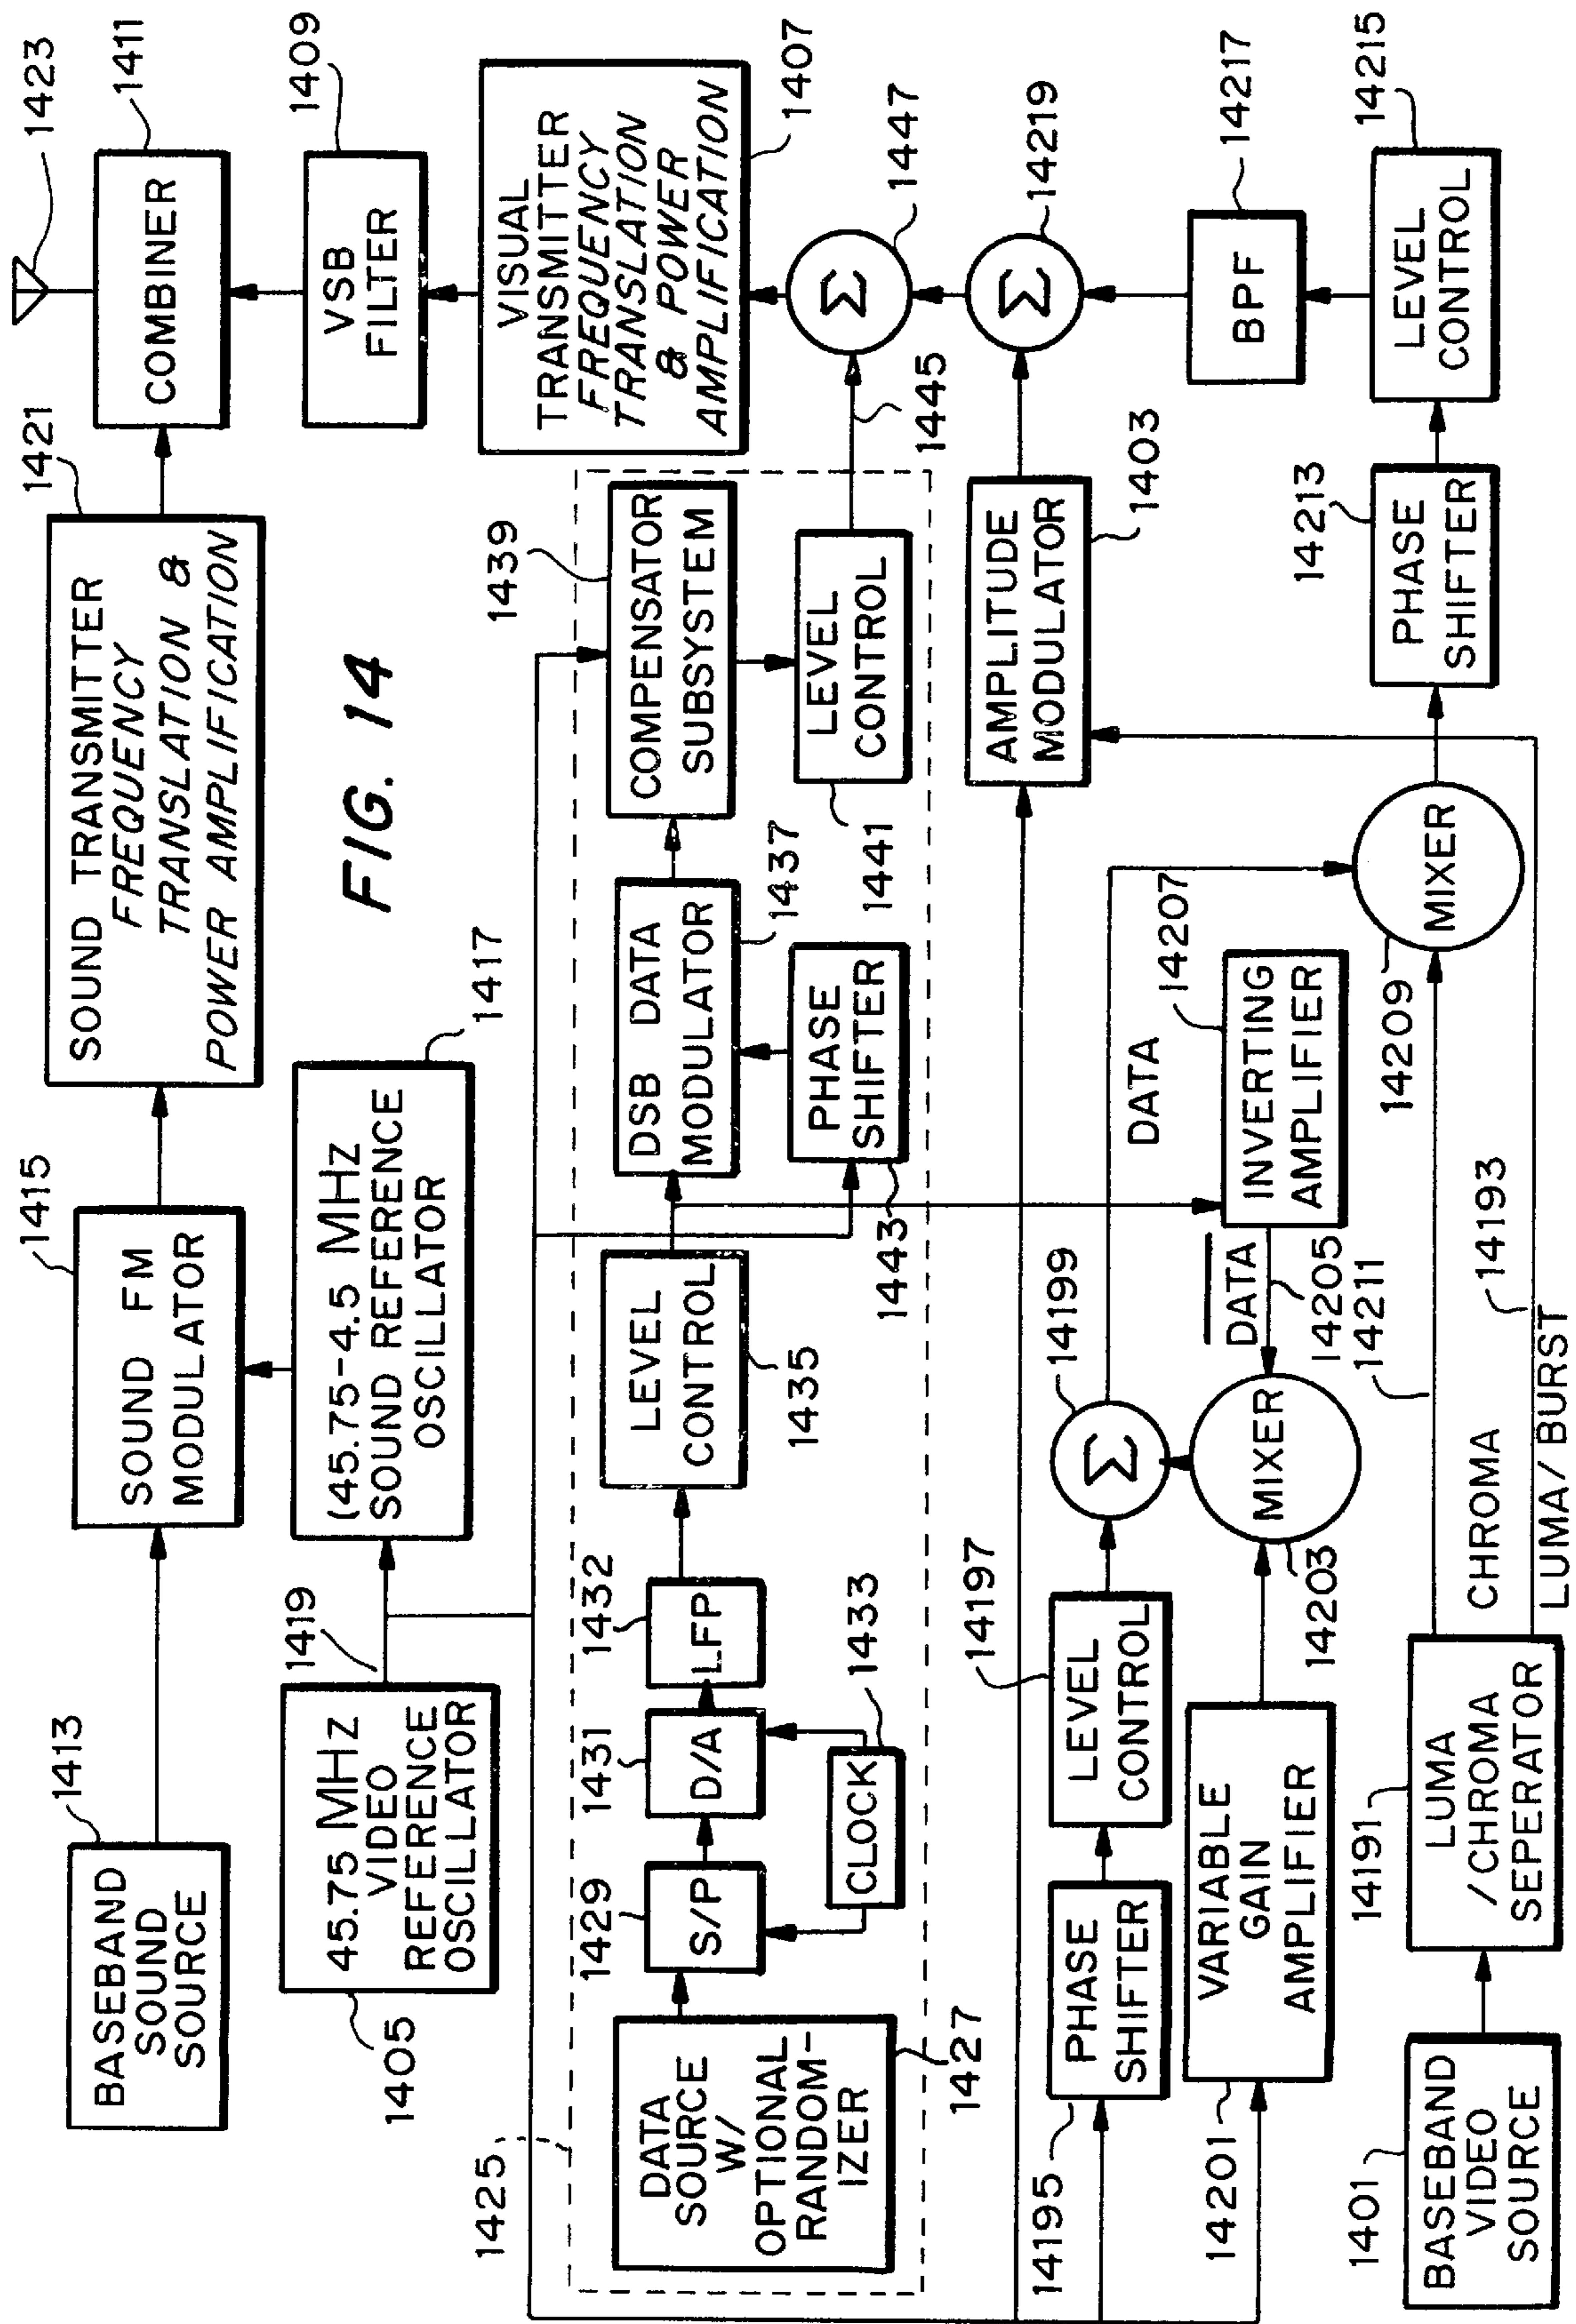 1413
BASEBAND
SOUND
SOURCE
1415
SOUND FM
MODULATOR
1421
SOUND TRANSMITTER
FREQUENCY
TRANSLATION &
POWER AMPLIFICATION
1423
COMBINER
1411
1405
45.75 MHz
VIDEO
REFERENCE
OSCILLATOR
1419
(45.75-4.5 MHz
SOUND REFERENCE
OSCILLATOR
1417
FIG. 14
VSB
FILTER
1409
VISUAL
TRANSMITTER
FREQUENCY
TRANSLATION
& POWER
AMPLIFICATION
1407
1425
DATA
SOURCE
W/
OPTIONAL
RANDOM-
IZER
1427
1429
S/P
1431
D/A
1432
LFP
CLOCK
1433
LEVEL
CONTROL
1435
DSB DATA
MODULATOR
1437
PHASE
SHIFTER
1443
1439
COMPENSATOR
SUBSYSTEM
LEVEL
CONTROL
1441
1445
Σ
1447
14195
PHASE
SHIFTER
14197
LEVEL
CONTROL
14199
Σ
DATA
AMPLITUDE
MODULATOR
1403
Σ
14219
14201
VARIABLE
GAIN
AMPLIFIER
MIXER
14203
DATA
14205
14207
INVERTING
AMPLIFIER
BPF
14217
1401
BASEBAND
VIDEO
SOURCE
14191
LUMA
/CHROMA
SEPERATOR
CHROMA
14211
LUMA/BURST
14193
14209
MIXER
14213
PHASE
SHIFTER
LEVEL
CONTROL
14215